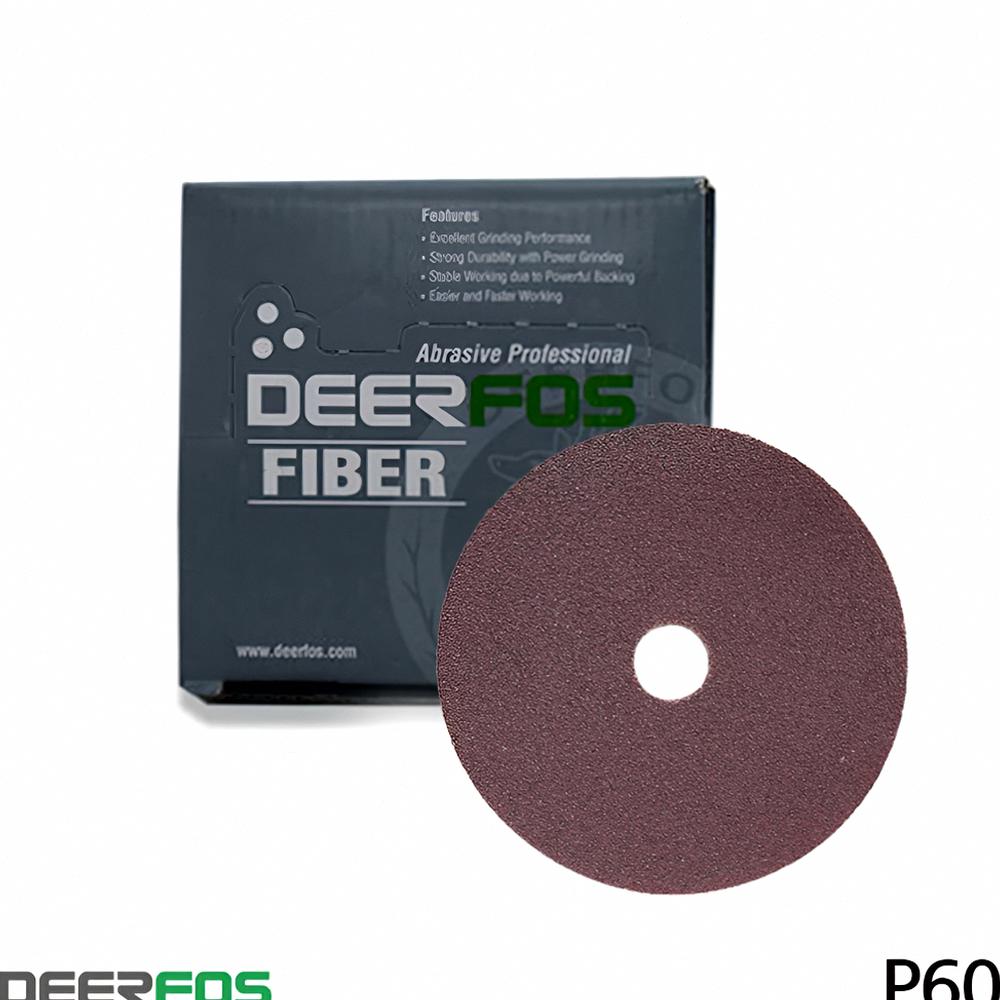 Features
• Excellent Grinding Performance
• Strong Durability with Power Grinding
• Stable Working due to Powerful Backing
• Easier and Faster Working
Abrasive Professional
DEERFOS
FIBER
www.deerfos.com
DEERFOS
P60